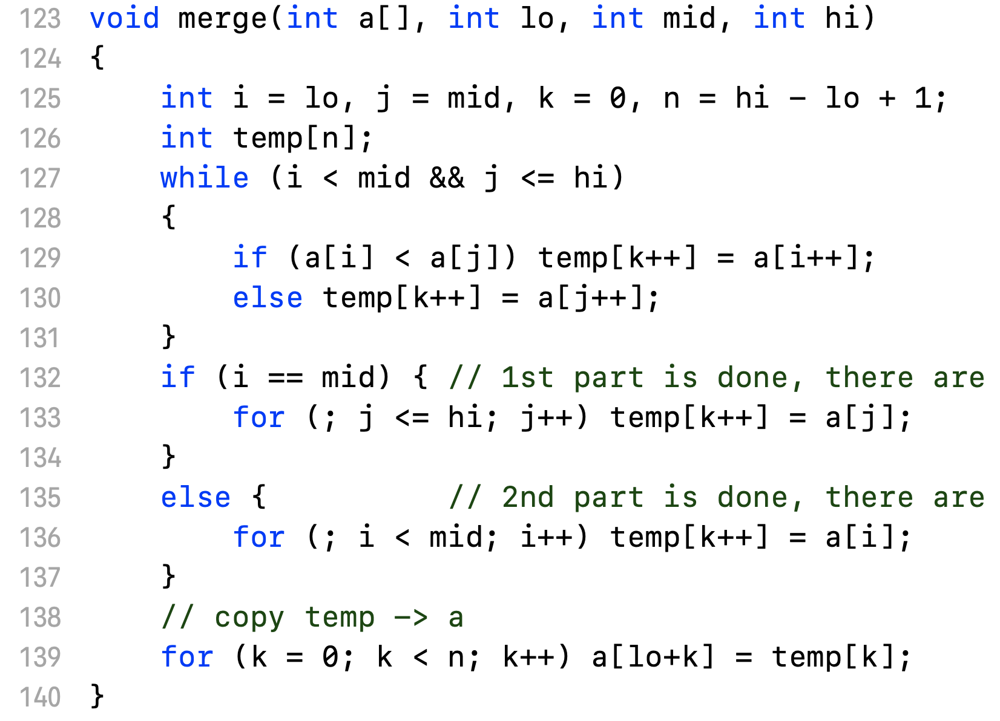 123 void merge(int a[], int lo, int mid, int hi)
124 {
125     int i = lo, j = mid, k = 0, n = hi - lo + 1;
126     int temp[n];
127     while (i < mid && j <= hi)
128     {
129         if (a[i] < a[j]) temp[k++] = a[i++];
130         else temp[k++] = a[j++];
131     }
132     if (i == mid) { // 1st part is done, there are
133         for (; j <= hi; j++) temp[k++] = a[j];
134     }
135     else {          // 2nd part is done, there are
136         for (; i < mid; i++) temp[k++] = a[i];
137     }
138     // copy temp -> a
139     for (k = 0; k < n; k++) a[lo+k] = temp[k];
140 }